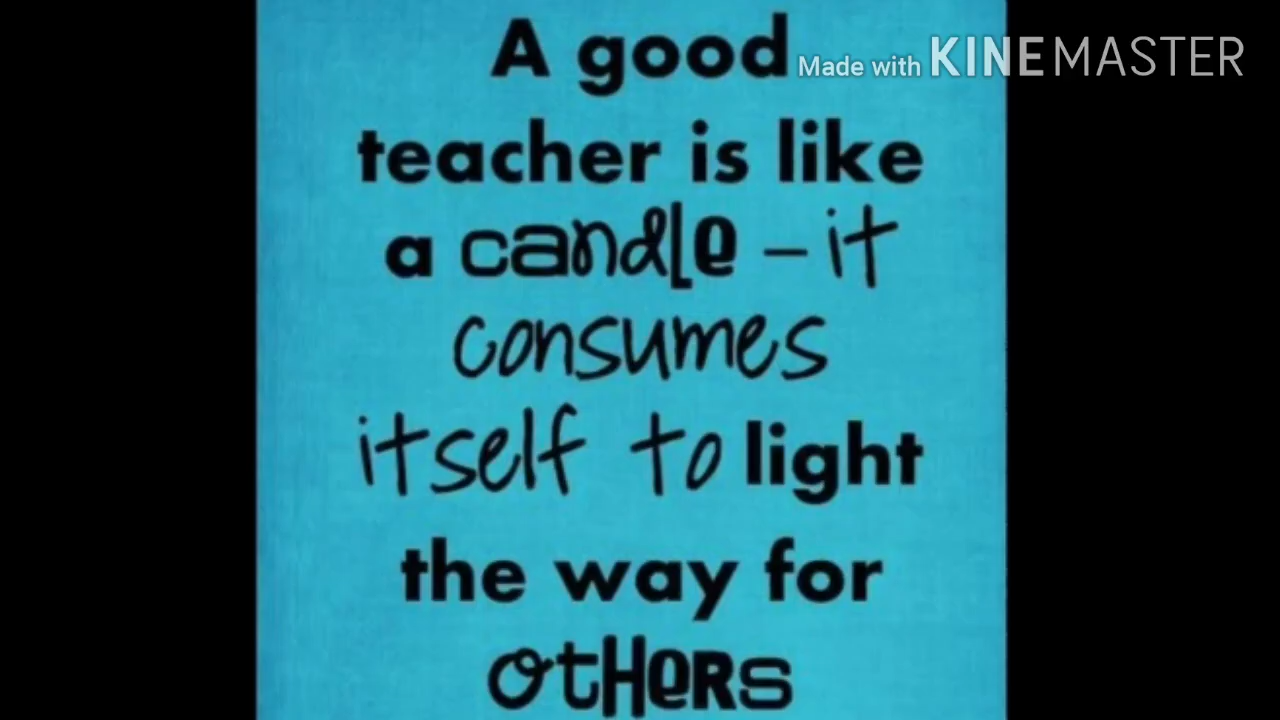 A good
Made with KINEMASTER
teacher is like
a candle – it
consumes
itself to light
the way for
others